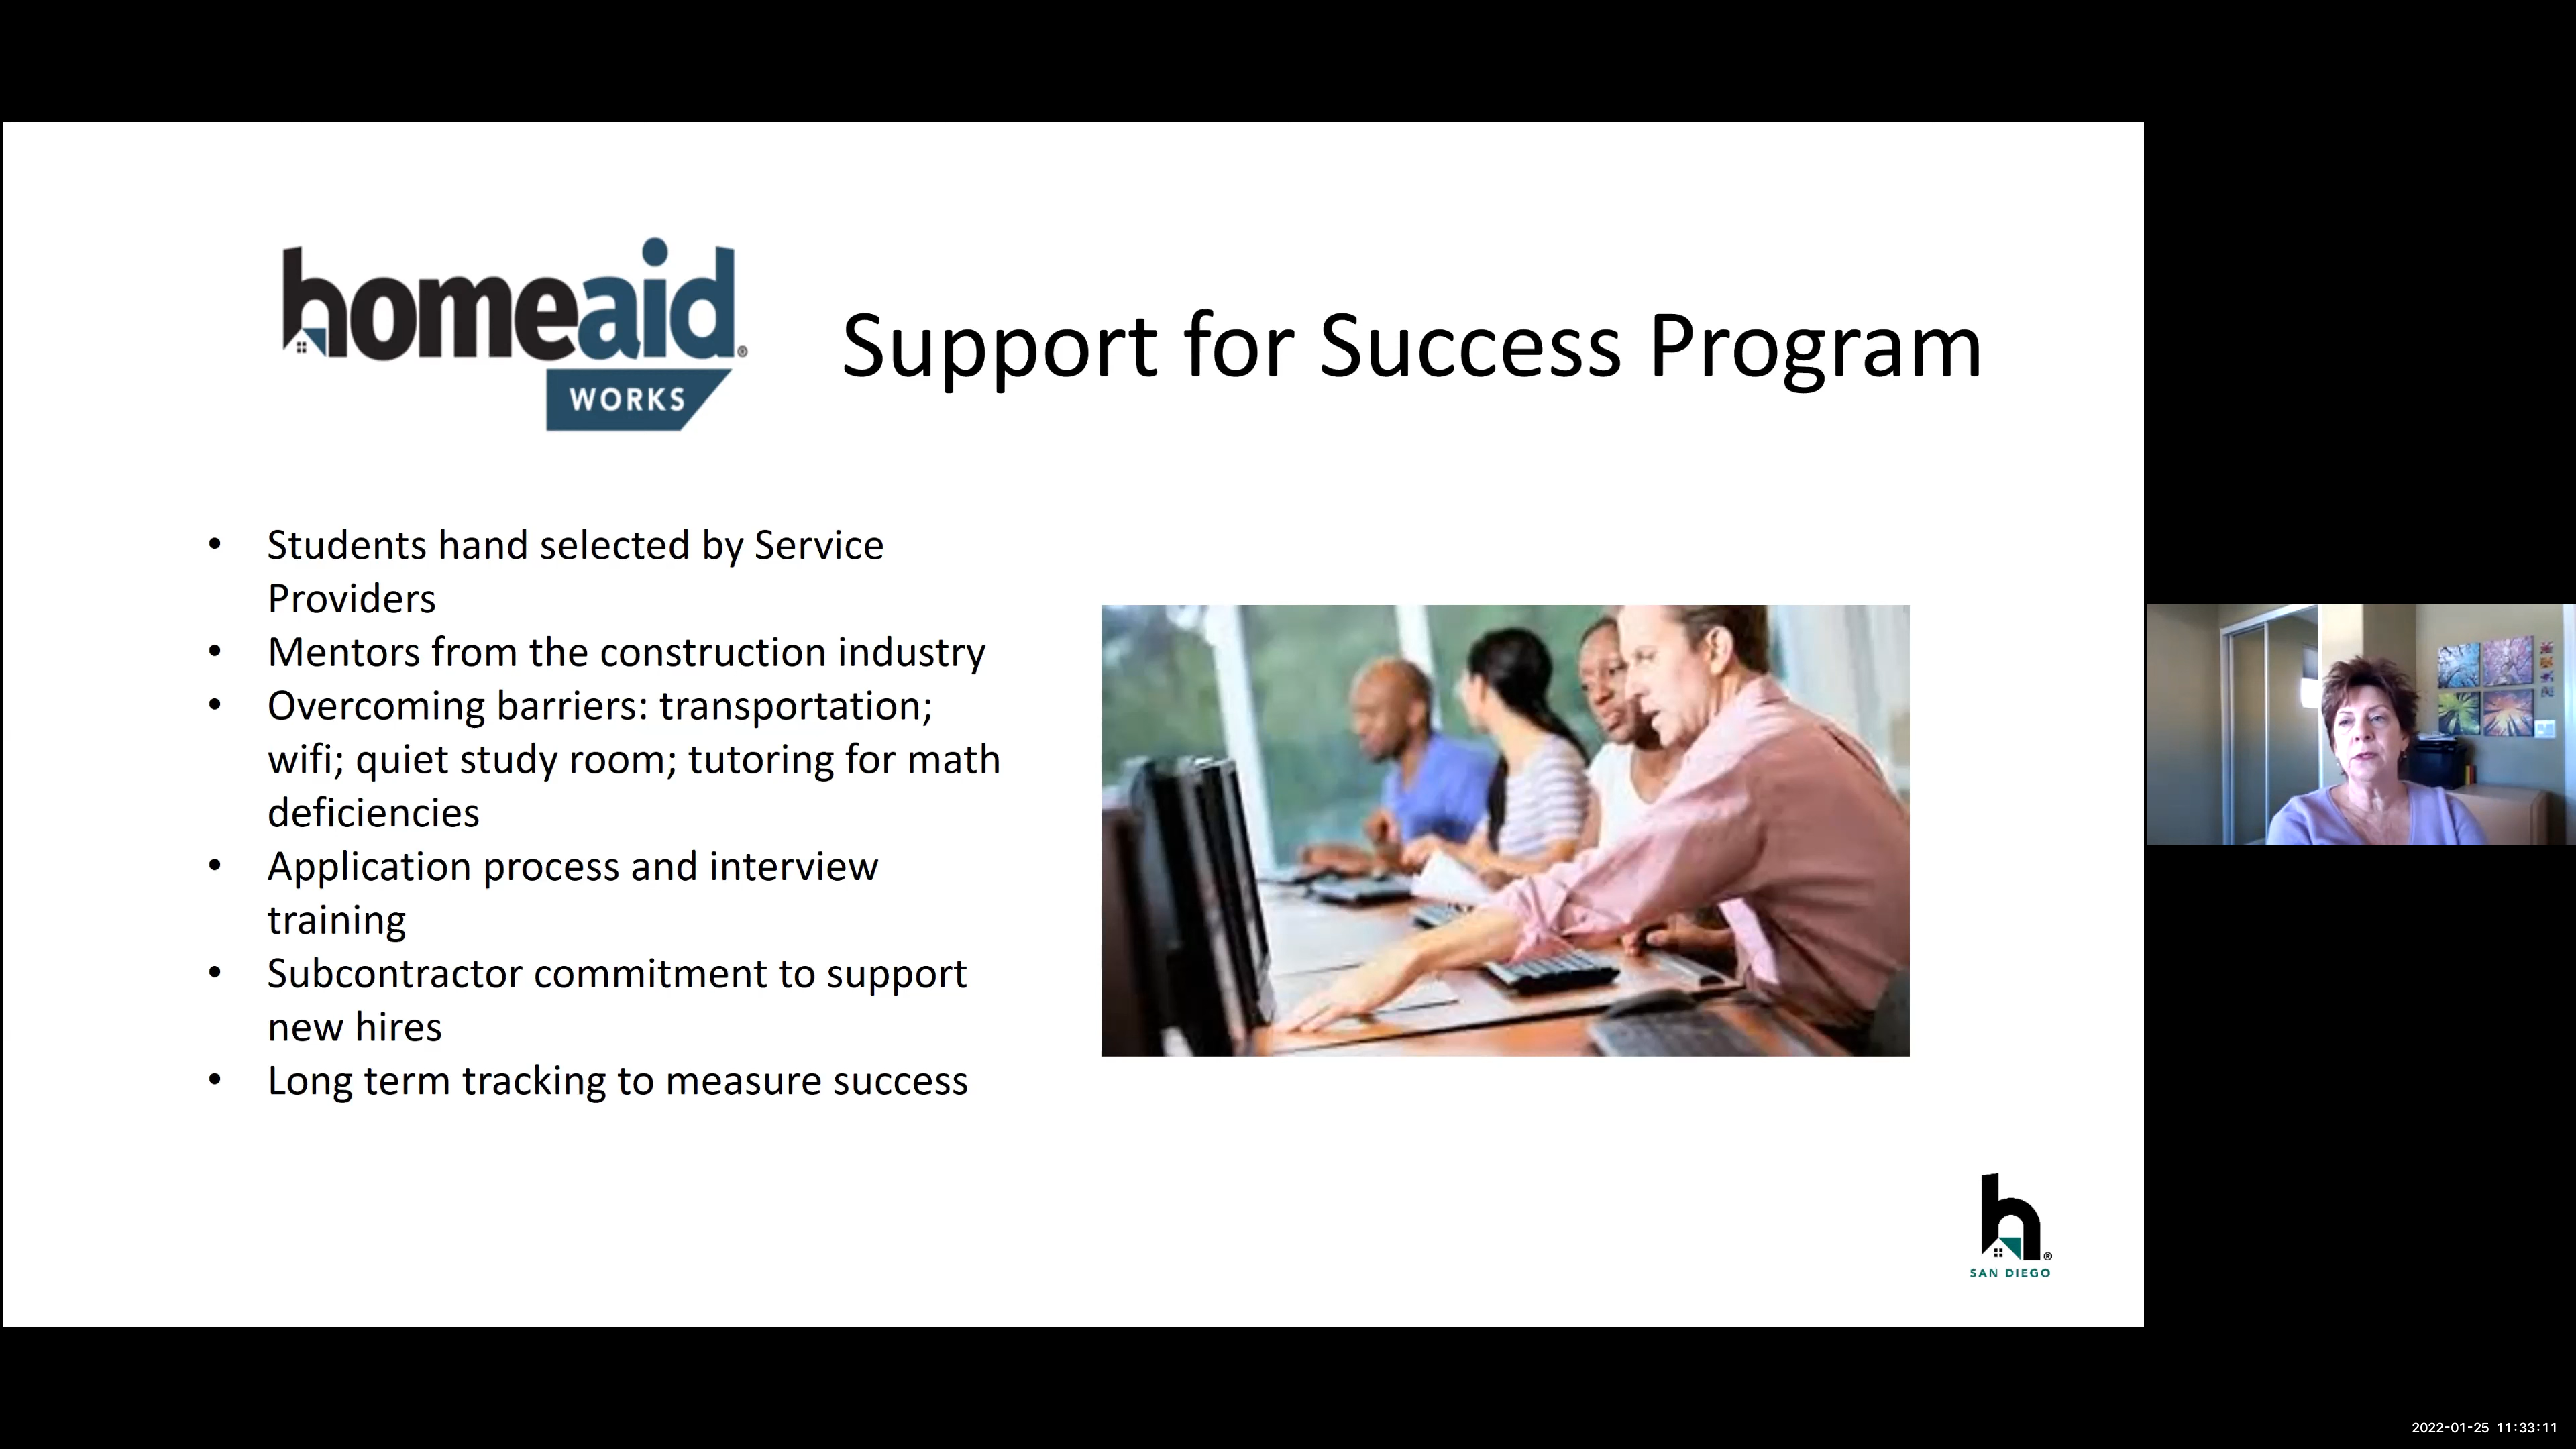 homeaid®
WORKS
Support for Success Program
• Students hand selected by Service
Providers
• Mentors from the construction industry
• Overcoming barriers: transportation;
wifi; quiet study room; tutoring for math
deficiencies
• Application process and interview
training
• Subcontractor commitment to support
new hires
• Long term tracking to measure success
h®
SAN DIEGO
2022-01-25 11:33:11